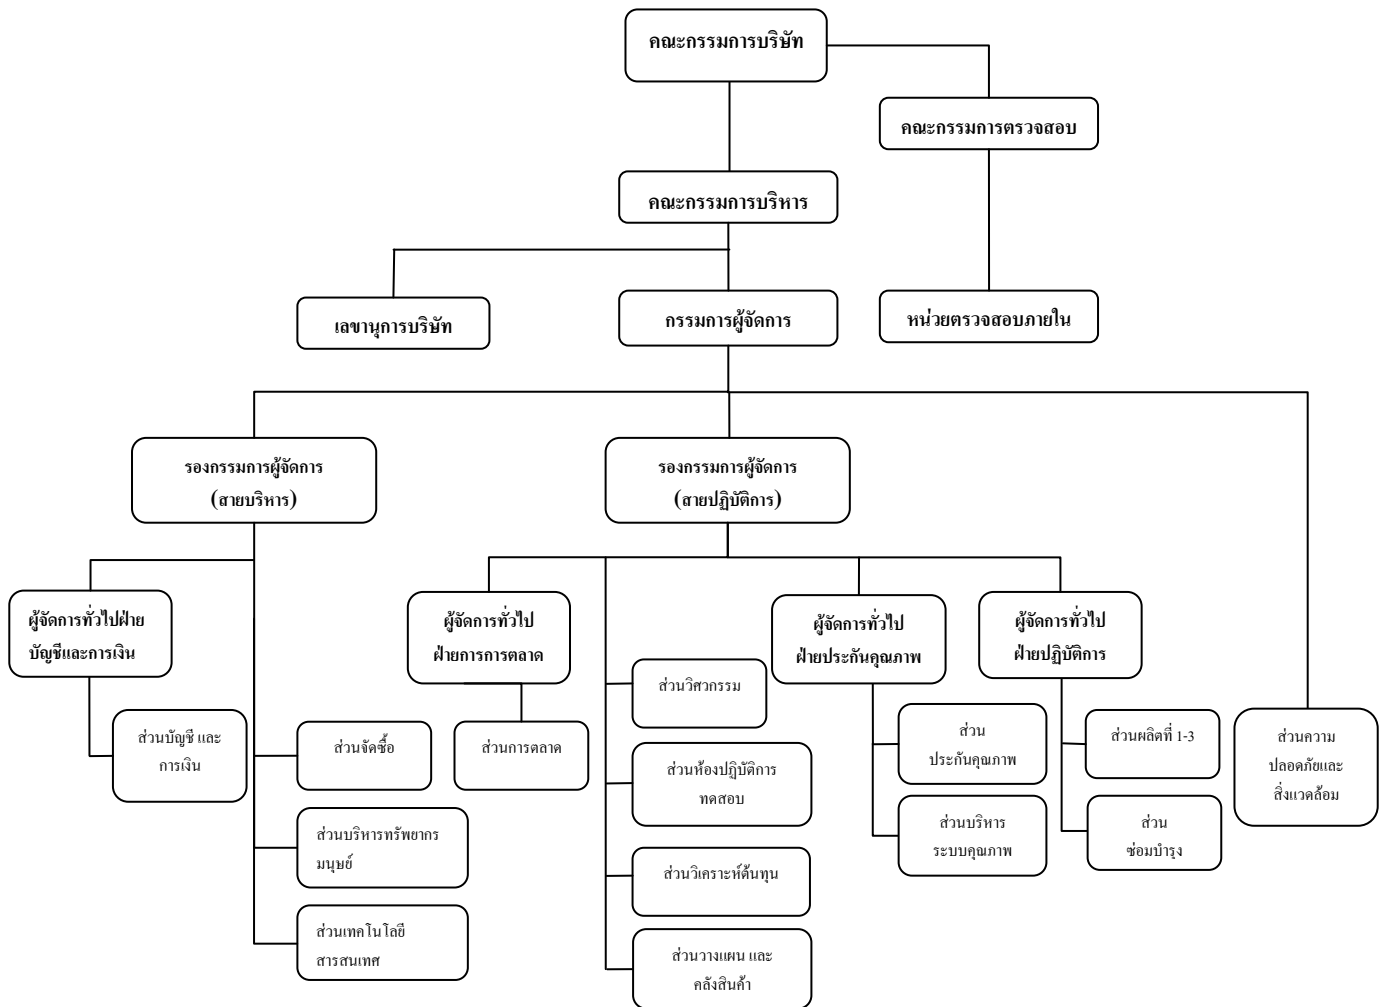 คณะกรรมการบริษัท
คณะกรรมการตรวจสอบ
คณะกรรมการบริหาร
เลขานุการบริษัท
กรรมการผู้จัดการ
หน่วยตรวจสอบภายใน
รองกรรมการผู้จัดการ
(สายบริหาร)
รองกรรมการผู้จัดการ
(สายปฏิบัติการ)
ผู้จัดการทั่วไปฝ่าย
บัญชีและการเงิน
ผู้จัดการทั่วไป
ฝ่ายการการตลาด
ผู้จัดการทั่วไป
ฝ่ายประกันคุณภาพ
ผู้จัดการทั่วไป
ฝ่ายปฏิบัติการ
ส่วนบัญชี และ
การเงิน
ส่วนจัดซื้อ
ส่วนบริหารทรัพยากร
มนุษย์
ส่วนเทคโนโลยี
สารสนเทศ
ส่วนการตลาด
ส่วนวิศวกรรม
ส่วนห้องปฏิบัติการ
ทดสอบ
ส่วนวิเคราะห์ต้นทุน
ส่วนวางแผน และ
คลังสินค้า
ส่วน
ประกันคุณภาพ
ส่วนบริหาร
ระบบคุณภาพ
ส่วนผลิตที่ 1-3
ส่วน
ซ่อมบำรุง
ส่วนความ
ปลอดภัยและ
สิ่งแวดล้อม